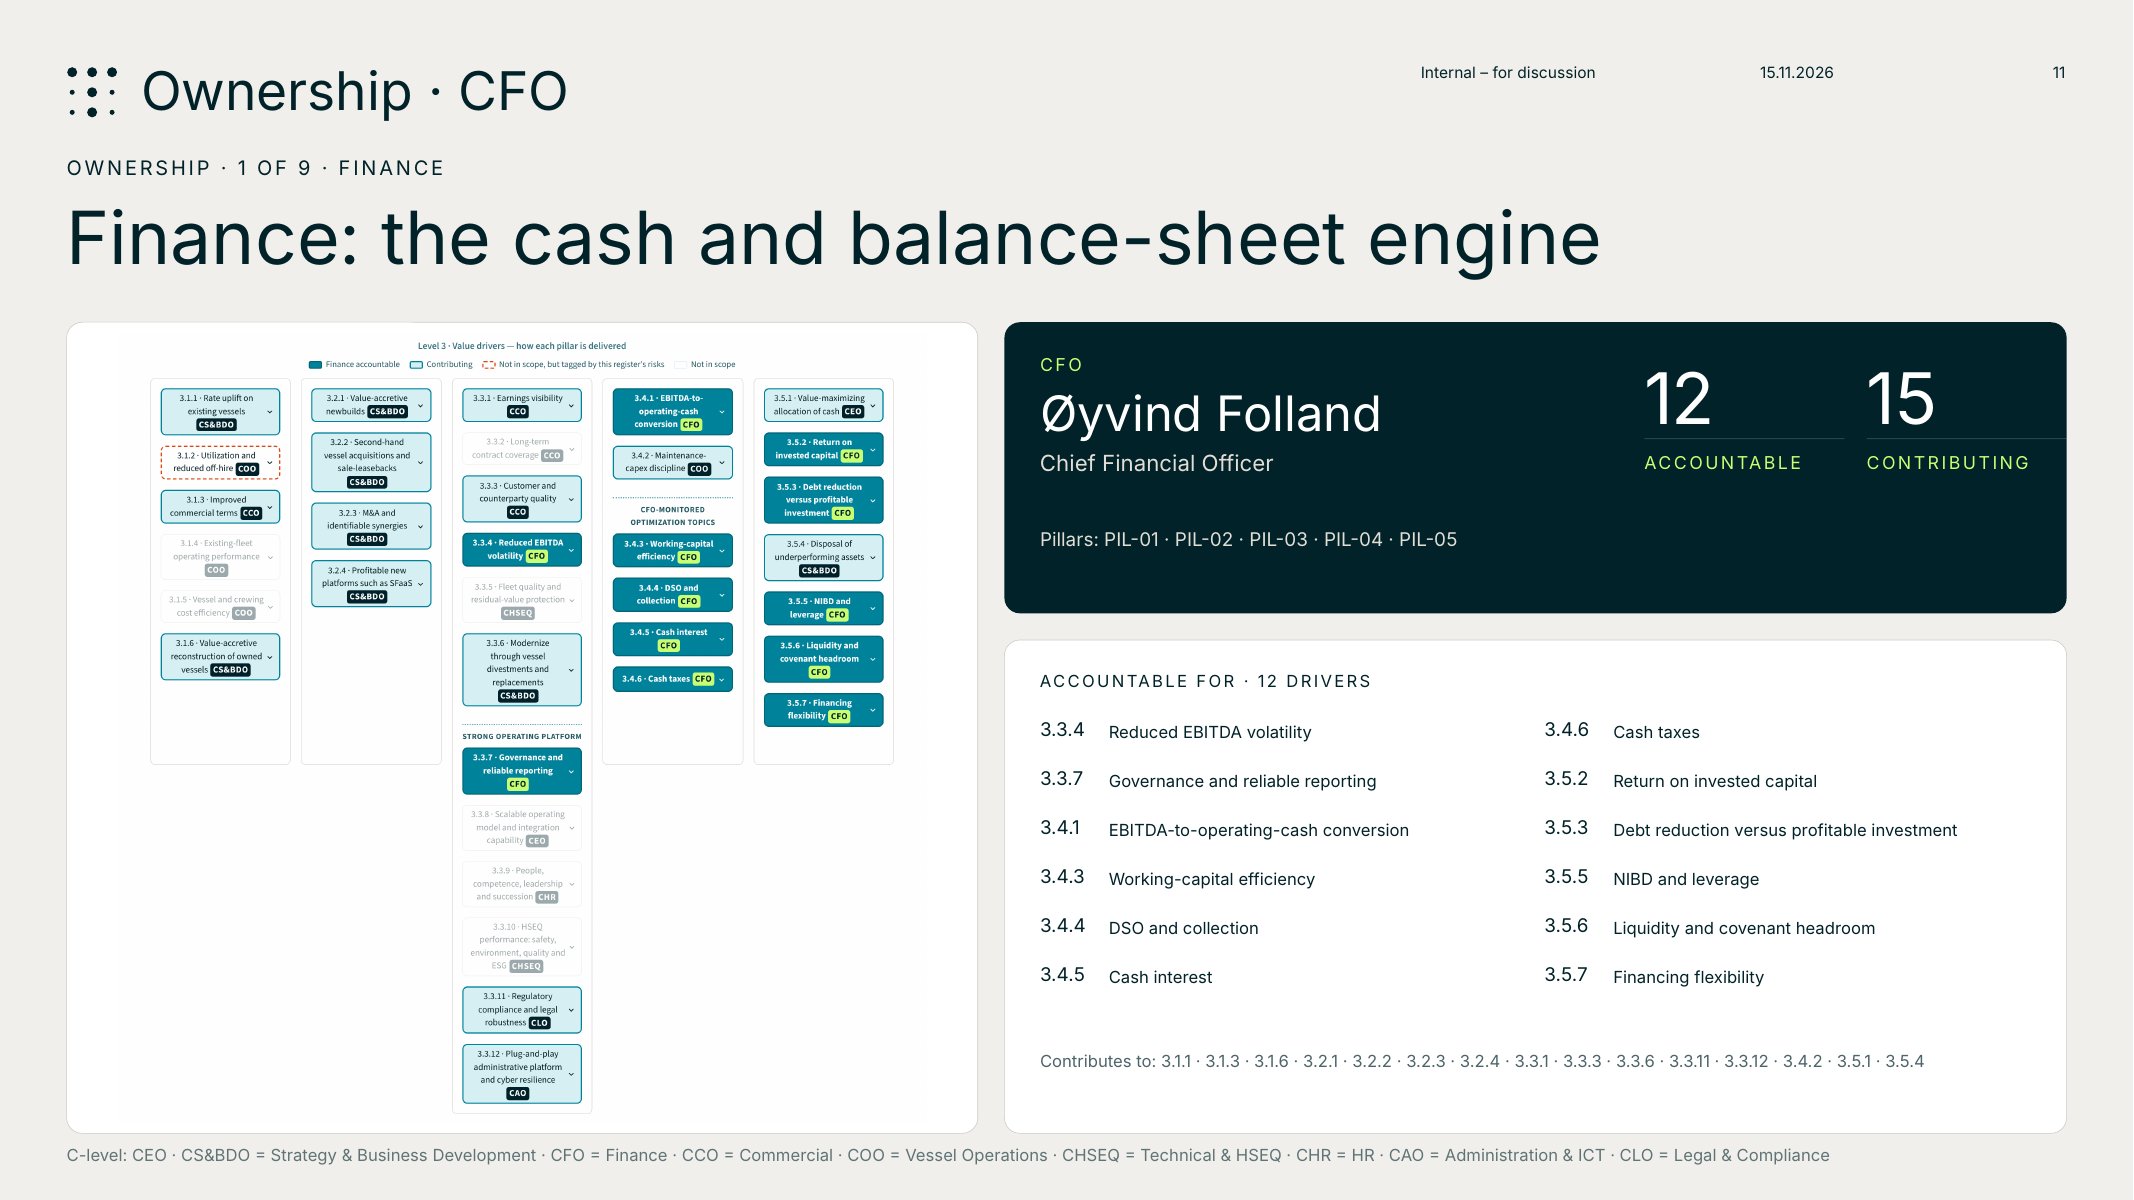 Ownership · CFO
Internal – for discussion
15.11.2026
11
OWNERSHIP · 1 OF 9 · FINANCE
Finance: the cash and balance-sheet engine
Level 3 · Value drivers — how each pillar is delivered
Finance accountable
Contributing
Not in scope, but tagged by this register's risks
Not in scope
3.1.1 · Rate uplift on
existing vessels
CS&BDO
3.1.2 · Utilization and
reduced off-hire COO
3.1.3 · Improved
commercial terms CCO
3.1.4 · Existing-fleet
operating performance
COO
3.1.5 · Vessel and crewing
cost efficiency COO
3.1.6 · Value-accretive
reconstruction of owned
vessels CS&BDO
3.2.1 · Value-accretive
newbuilds CS&BDO
3.2.2 · Second-hand
vessel acquisitions and
sale-leasebacks
CS&BDO
3.2.3 · M&A and
identifiable synergies
CS&BDO
3.2.4 · Profitable new
platforms such as SFaaS
CS&BDO
3.3.1 · Earnings visibility
CCO
3.3.2 · Long-term
contract coverage CCO
3.3.3 · Customer and
counterparty quality
CCO
3.3.4 · Reduced EBITDA
volatility CFO
3.3.5 · Fleet quality and
residual-value protection
CHSEQ
3.3.6 · Modernize
through vessel
divestments and
replacements
CS&BDO
STRONG OPERATING PLATFORM
3.3.7 · Governance and
reliable reporting
CFO
3.3.8 · Scalable operating
model and integration
capability CEO
3.3.9 · People,
competence, leadership
and succession CHR
3.3.10 · HSEQ
performance: safety,
environment, quality and
ESG CHSEQ
3.3.11 · Regulatory
compliance and legal
robustness CLO
3.3.12 · Plug-and-play
administrative platform
and cyber resilience
CAO
3.4.1 · EBITDA-to-
operating-cash
conversion CFO
3.4.2 · Maintenance-
capex discipline COO
CFO-MONITORED
OPTIMIZATION TOPICS
3.4.3 · Working-capital
efficiency CFO
3.4.4 · DSO and
collection CFO
3.4.5 · Cash interest
CFO
3.4.6 · Cash taxes CFO
3.5.1 · Value-maximizing
allocation of cash CEO
3.5.2 · Return on
invested capital CFO
3.5.3 · Debt reduction
versus profitable
investment CFO
3.5.4 · Disposal of
underperforming assets
CS&BDO
3.5.5 · NIBD and
leverage CFO
3.5.6 · Liquidity and
covenant headroom
CFO
3.5.7 · Financing
flexibility CFO
CFO
Øyvind Folland
Chief Financial Officer
12
ACCOUNTABLE
15
CONTRIBUTING
Pillars: PIL-01 · PIL-02 · PIL-03 · PIL-04 · PIL-05
ACCOUNTABLE FOR · 12 DRIVERS
3.3.4 Reduced EBITDA volatility
3.3.7 Governance and reliable reporting
3.4.1 EBITDA-to-operating-cash conversion
3.4.3 Working-capital efficiency
3.4.4 DSO and collection
3.4.5 Cash interest
3.4.6 Cash taxes
3.5.2 Return on invested capital
3.5.3 Debt reduction versus profitable investment
3.5.5 NIBD and leverage
3.5.6 Liquidity and covenant headroom
3.5.7 Financing flexibility
Contributes to: 3.1.1 · 3.1.3 · 3.1.6 · 3.2.1 · 3.2.2 · 3.2.3 · 3.2.4 · 3.3.1 · 3.3.3 · 3.3.6 · 3.3.11 · 3.3.12 · 3.4.2 · 3.5.1 · 3.5.4
C-level: CEO · CS&BDO = Strategy & Business Development · CFO = Finance · CCO = Commercial · COO = Vessel Operations · CHSEQ = Technical & HSEQ · CHR = HR · CAO = Administration & ICT · CLO = Legal & Compliance